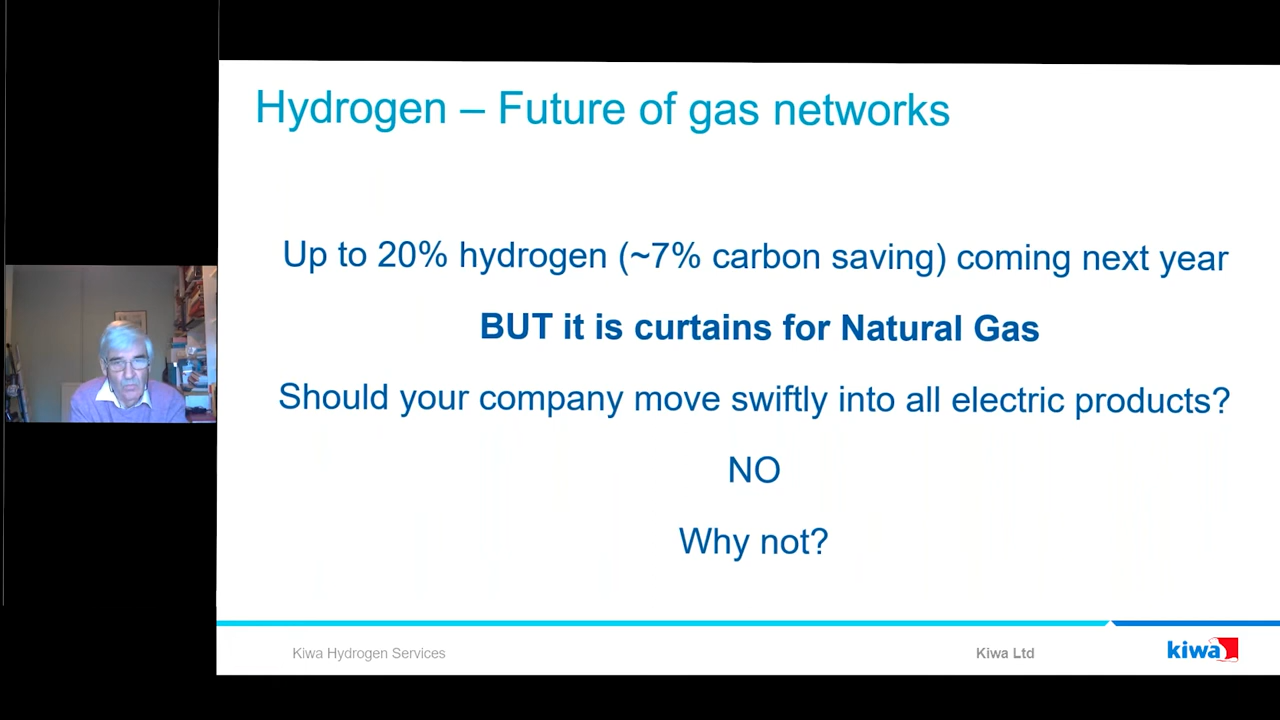 Hydrogen – Future of gas networks
Up to 20% hydrogen (~7% carbon saving) coming next year
BUT it is curtains for Natural Gas
Should your company move swiftly into all electric products?
NO
Why not?
Kiwa Hydrogen Services
Kiwa Ltd
kiwa